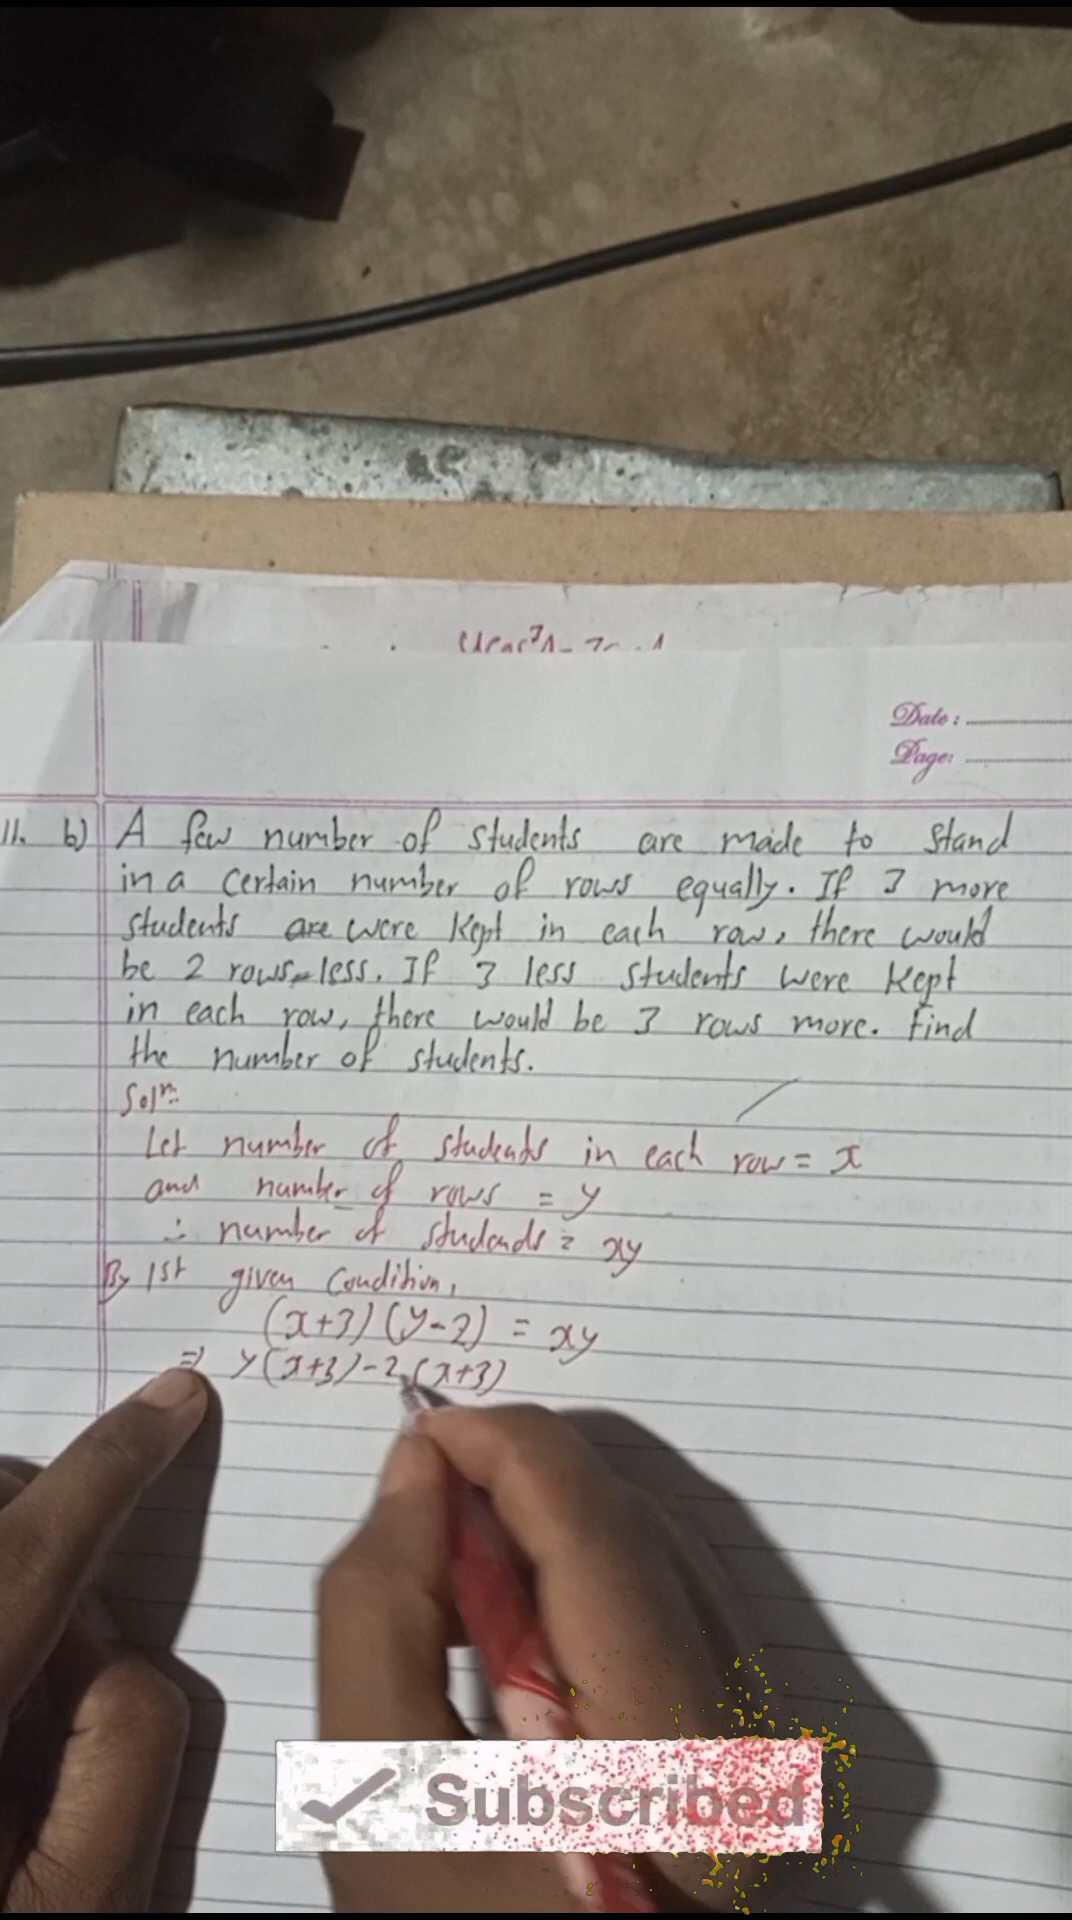 Date:
Page:
11. b) A few number of students are made to stand
in a certain number of rows equally. If 3 more
students are were kept in each row, there would
be 2 rows less. If 3 less students were kept
in each row, there would be 3 rows more. Find
the number of students.
Solⁿ:
Let number of students in each row = x
and number of rows = y
∴ number of students = xy
By 1st given Condition,
(x+3) (y-2) = xy
⇒ y(x+3)-2(x+3)
Subscribed